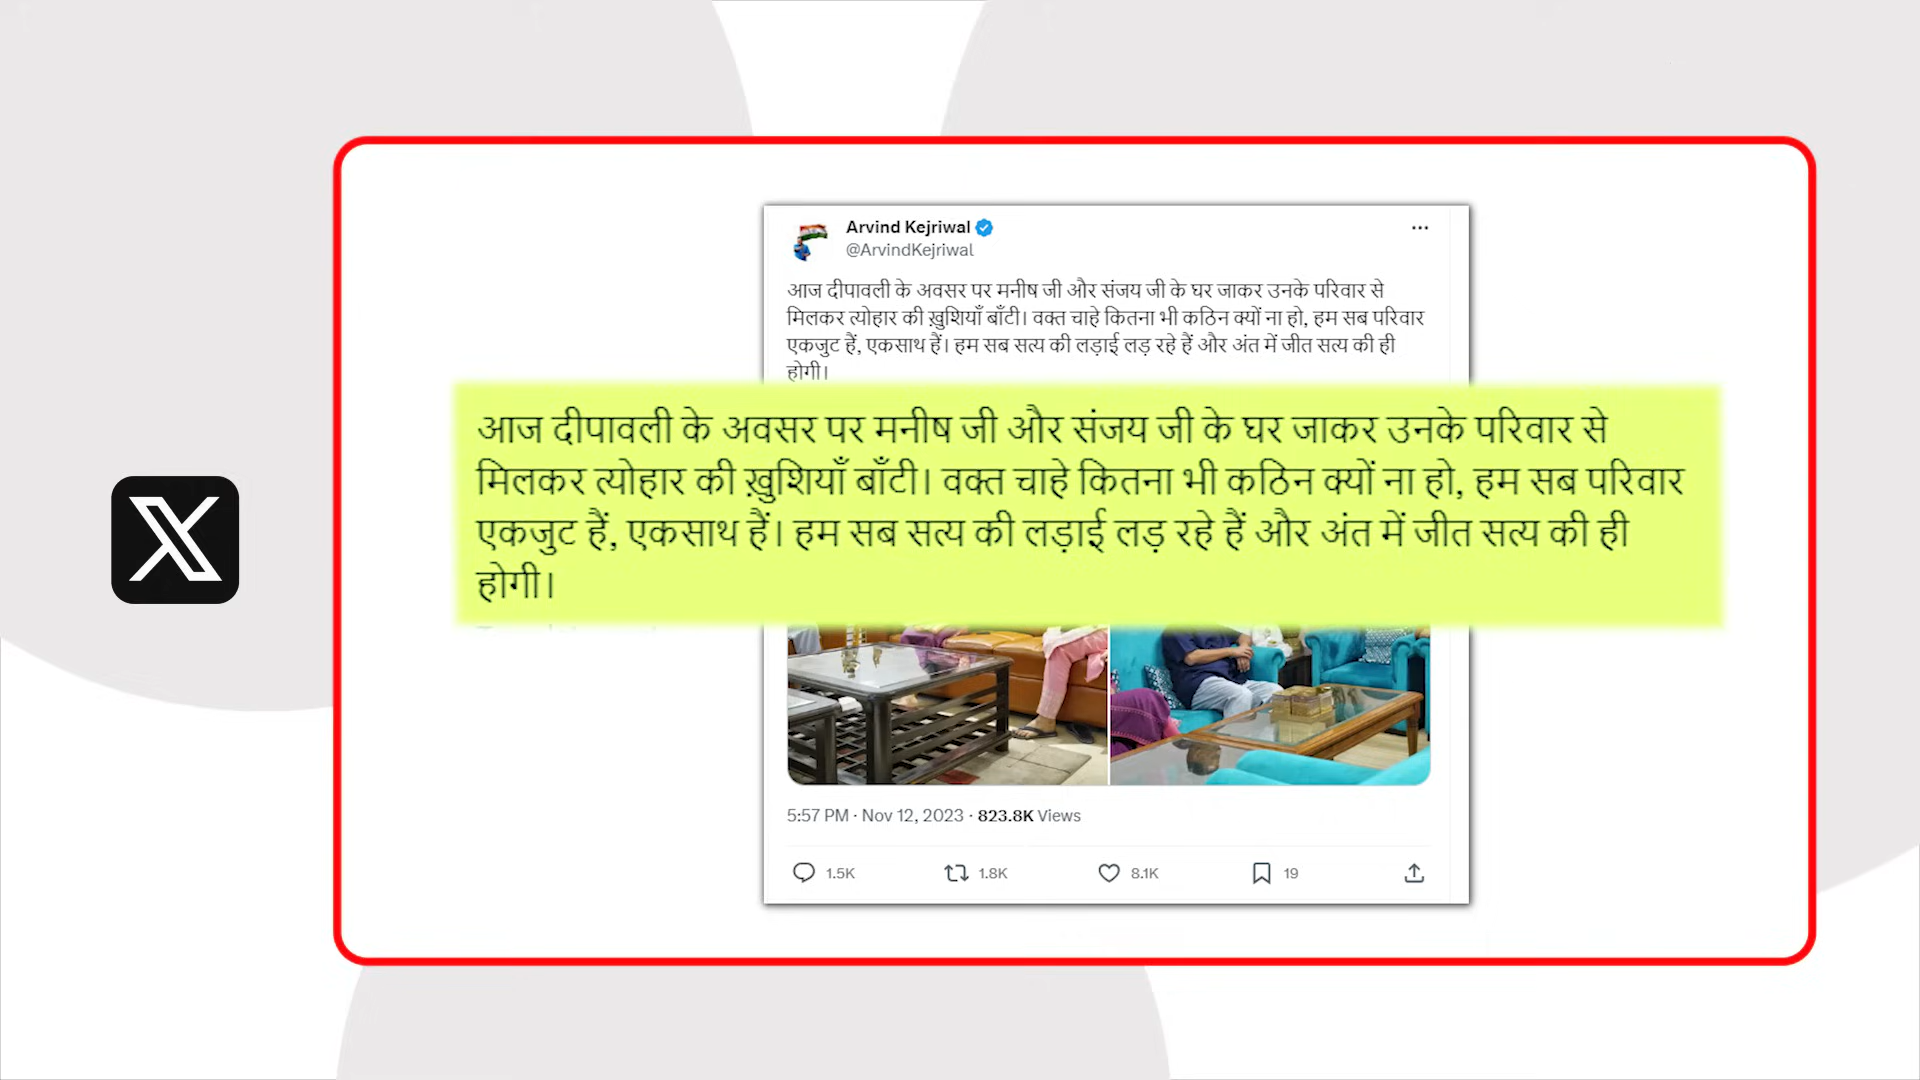 Arvind Kejriwal
@ArvindKejriwal
आज दीपावली के अवसर पर मनीष जी और संजय जी के घर जाकर उनके परिवार से
मिलकर त्योहार की ख़ुशियाँ बाँटी। वक्त चाहे कितना भी कठिन क्यों ना हो, हम सब परिवार
एकजुट हैं, एकसाथ हैं। हम सब सत्य की लड़ाई लड़ रहे हैं और अंत में जीत सत्य की ही
होगी।
आज दीपावली के अवसर पर मनीष जी और संजय जी के घर जाकर उनके परिवार से
मिलकर त्योहार की ख़ुशियाँ बाँटी। वक्त चाहे कितना भी कठिन क्यों ना हो, हम सब परिवार
एकजुट हैं, एकसाथ हैं। हम सब सत्य की लड़ाई लड़ रहे हैं और अंत में जीत सत्य की ही
होगी।
5:57 PM · Nov 12, 2023 · 823.8K Views
1.5K 1.8K 8.1K 19